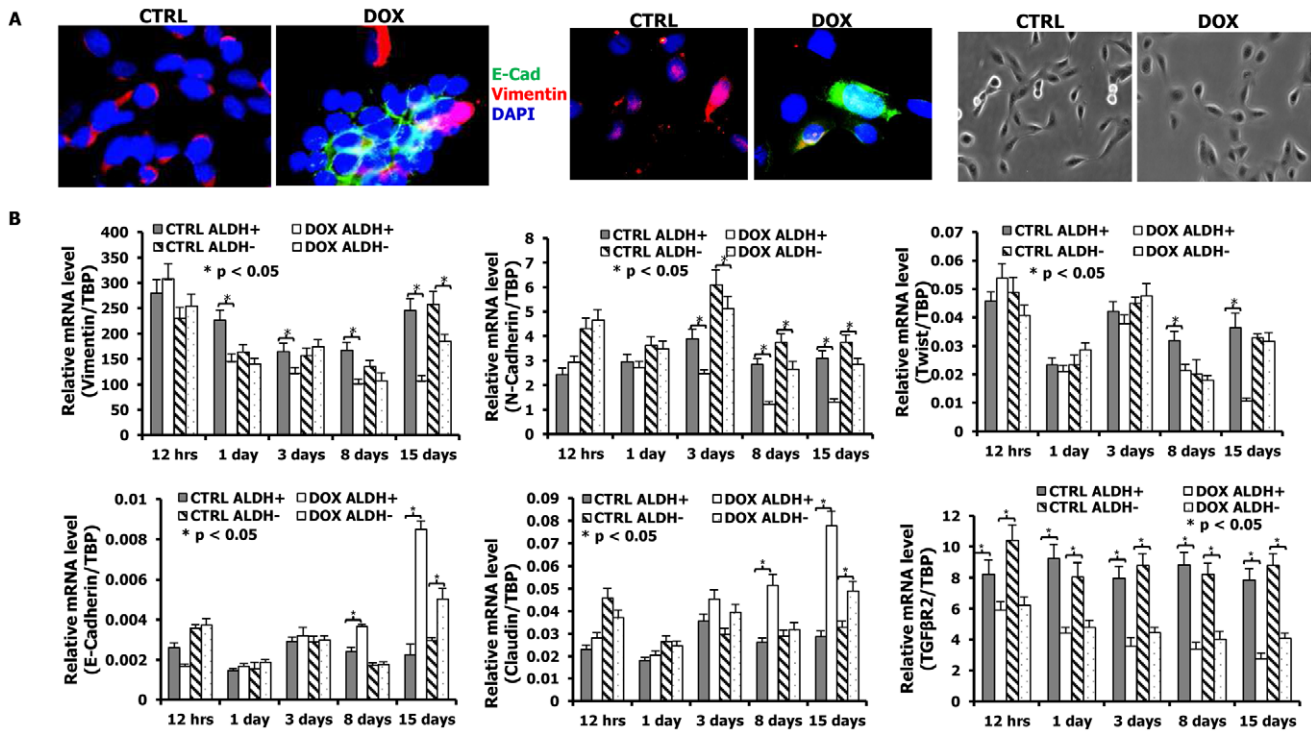 A
CTRL DOX
E-Cad
Vimentin
DAPI
CTRL DOX
CTRL DOX
B
Relative mRNA level
(Vimentin/TBP)
400
350
300
250
200
150
100
50
0
CTRL ALDH+ DOX ALDH+
CTRL ALDH- DOX ALDH-
* p < 0.05
* * * * *
12 hrs 1 day 3 days 8 days 15 days
Relative mRNA level
(N-Cadherin/TBP)
8
7
6
5
4
3
2
1
0
CTRL ALDH+ DOX ALDH+
CTRL ALDH- DOX ALDH-
* p < 0.05
* * * * * *
12 hrs 1 day 3 days 8 days 15 days
Relative mRNA level
(Twist/TBP)
0.07
0.06
0.05
0.04
0.03
0.02
0.01
0
CTRL ALDH+ DOX ALDH+
CTRL ALDH- DOX ALDH-
* p < 0.05
* *
12 hrs 1 day 3 days 8 days 15 days
Relative mRNA level
(E-Cadherin/TBP)
0.01
0.008
0.006
0.004
0.002
0
CTRL ALDH+ DOX ALDH+
CTRL ALDH- DOX ALDH-
* p < 0.05
* * *
12 hrs 1 day 3 days 8 days 15 days
Relative mRNA level
(Claudin/TBP)
0.09
0.08
0.07
0.06
0.05
0.04
0.03
0.02
0.01
0
CTRL ALDH+ DOX ALDH+
CTRL ALDH- DOX ALDH-
* p < 0.05
* * *
12 hrs 1 day 3 days 8 days 15 days
Relative mRNA level
(TGFβR2/TBP)
12
10
8
6
4
2
0
CTRL ALDH+ DOX ALDH+
CTRL ALDH- DOX ALDH-
* p < 0.05
* * * * * * * * * *
12 hrs 1 day 3 days 8 days 15 days